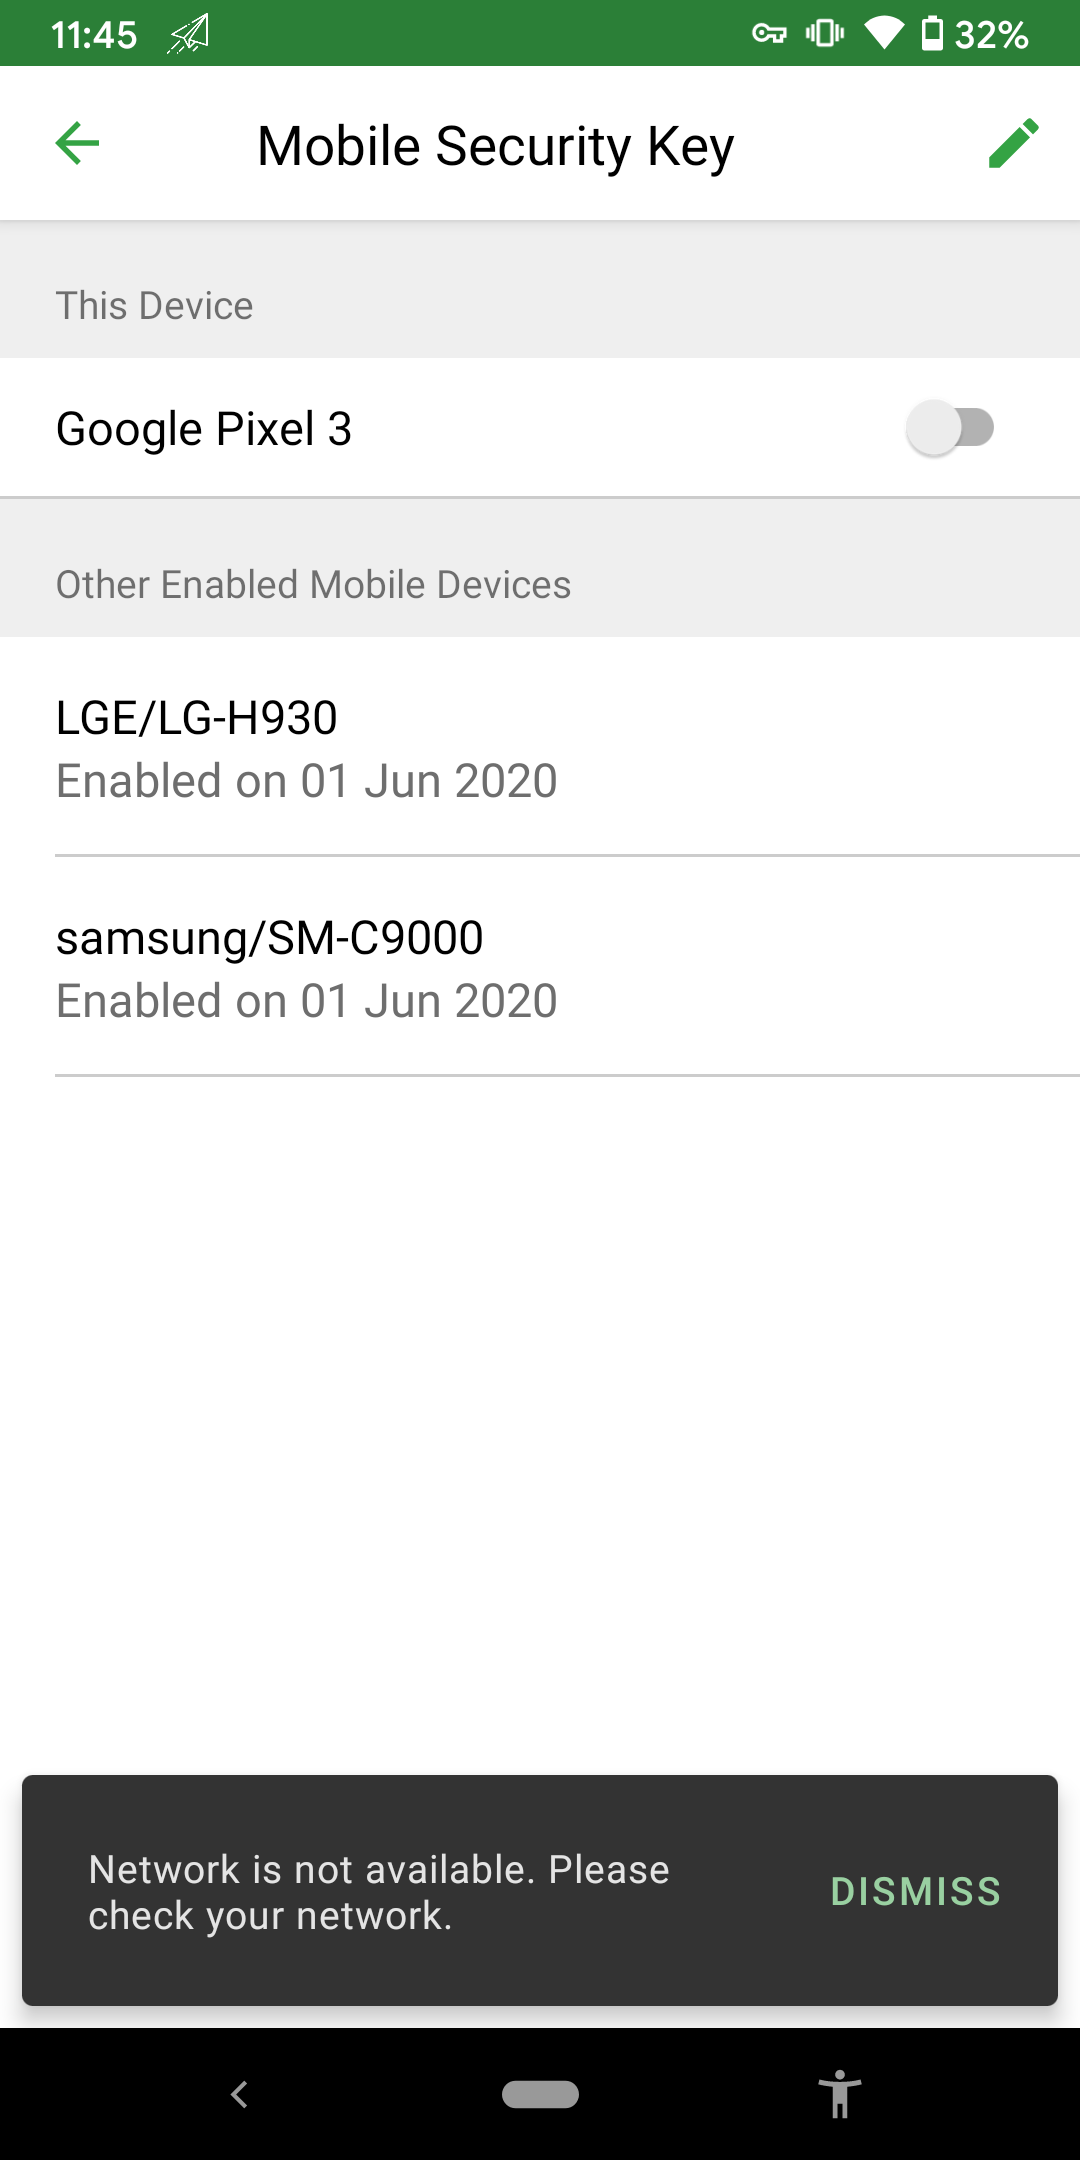 11:45
32%
Mobile Security Key
This Device
Google Pixel 3
Other Enabled Mobile Devices
LGE/LG-H930
Enabled on 01 Jun 2020
samsung/SM-C9000
Enabled on 01 Jun 2020
Network is not available. Please
check your network.
DISMISS